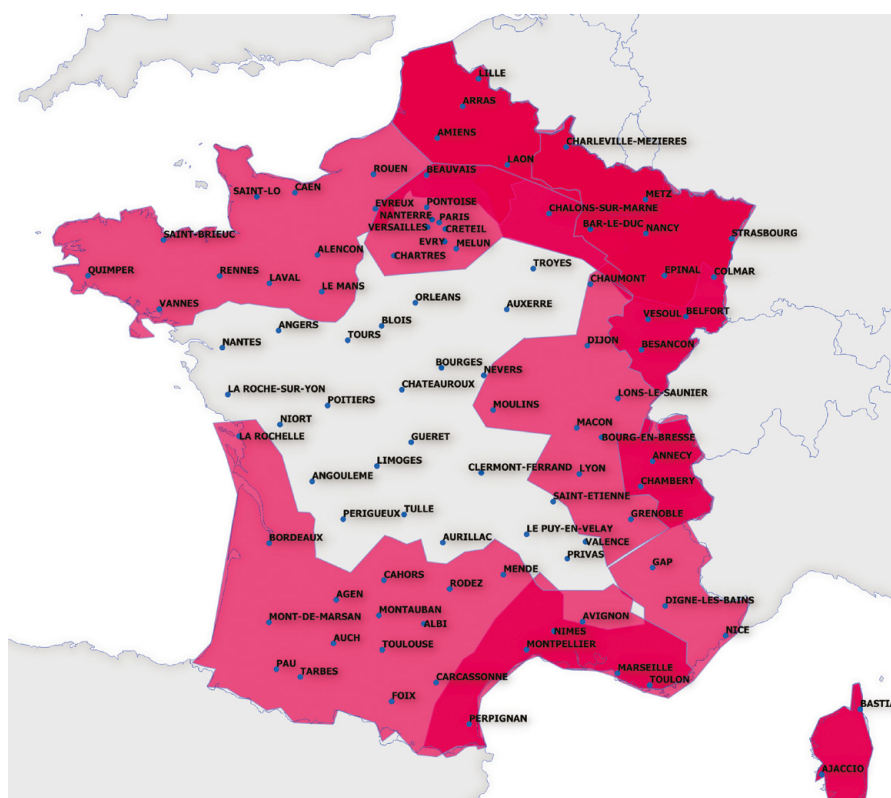 LILLE
ARRAS
AMIENS
CHARLEVILLE-MEZIERES
LAON
ROUEN
BEAUVAIS
SAINT-LO
CAEN
METZ
EVREUX
PONTOISE
CHALONS-SUR-MARNE
NANTERRE
PARIS
VERSAILLES
CRETEIL
BAR-LE-DUC
NANCY
STRASBOURG
SAINT-BRIEUC
EVRY
MELUN
ALENCON
CHARTRES
TROYES
QUIMPER
RENNES
LAVAL
CHAUMONT
EPINAL
COLMAR
LE MANS
ORLEANS
VANNES
AUXERRE
VESOUL
BELFORT
ANGERS
BLOIS
NANTES
TOURS
DIJON
BESANCON
BOURGES
NEVERS
LA ROCHE-SUR-YON
CHATEAUROUX
LONS-LE-SAUNIER
POITIERS
MOULINS
NIORT
MACON
LA ROCHELLE
GUERET
BOURG-EN-BRESSE
LIMOGES
CLERMONT-FERRAND
LYON
ANNECY
ANGOULEME
CHAMBERY
SAINT-ETIENNE
PERIGUEUX
TULLE
GRENOBLE
BORDEAUX
AURILLAC
LE PUY-EN-VELAY
VALENCE
PRIVAS
CAHORS
RODEZ
MENDE
GAP
AGEN
DIGNE-LES-BAINS
MONT-DE-MARSAN
MONTAUBAN
ALBI
AVIGNON
AUCH
TOULOUSE
NIMES
MONTPELLIER
NICE
PAU
TARBES
CARCASSONNE
MARSEILLE
TOULON
FOIX
PERPIGNAN
BASTIA
AJACCIO